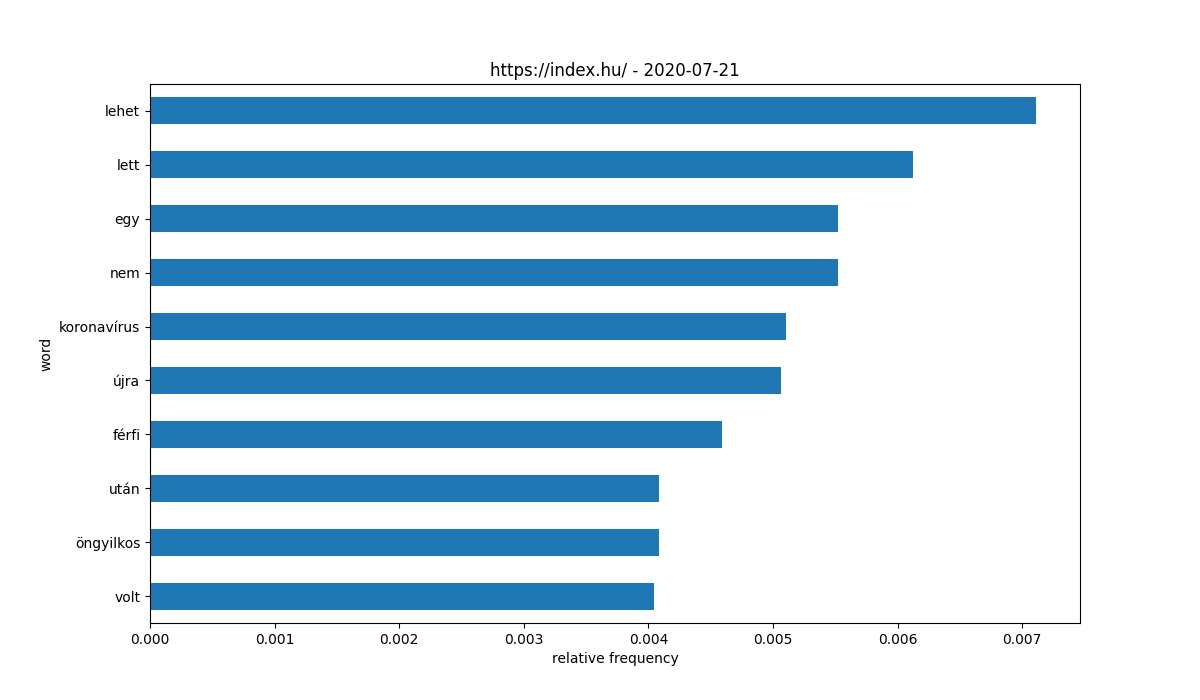 https://index.hu/ - 2020-07-21
lehet
lett
egy
nem
koronavírus
újra
férfi
után
öngyilkos
volt
word
0.000 0.001 0.002 0.003 0.004 0.005 0.006 0.007
relative frequency